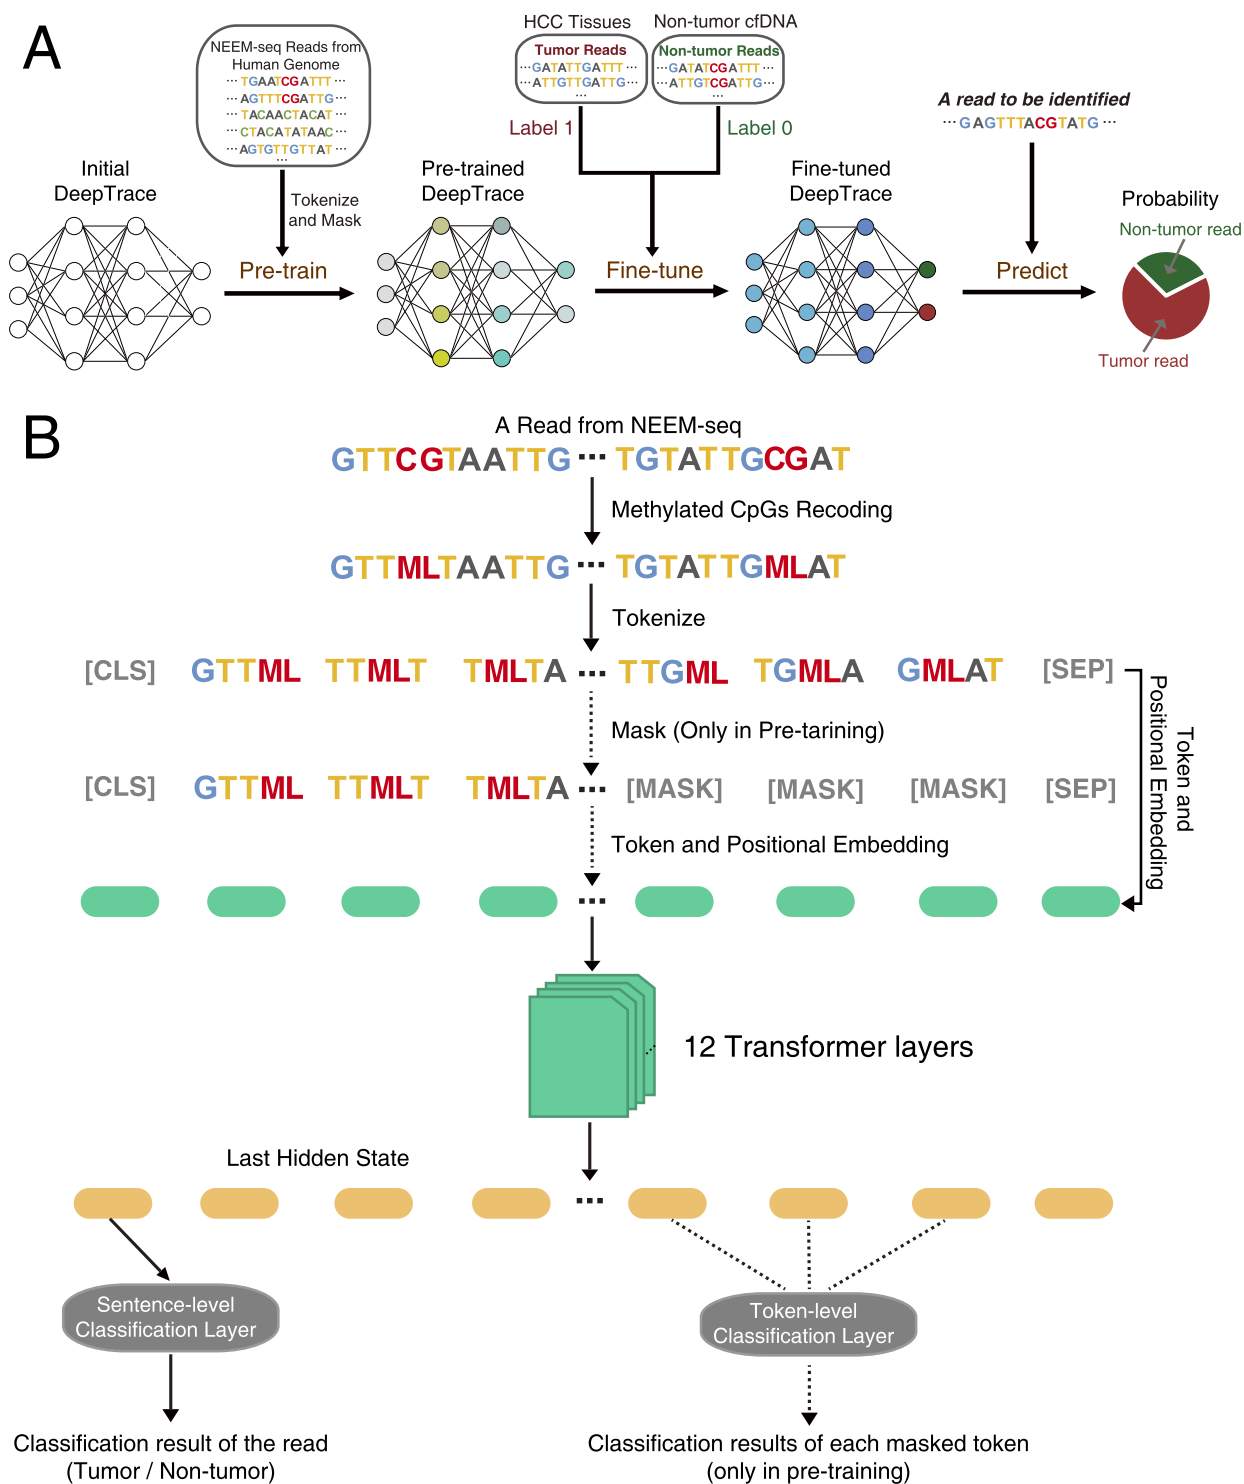 A
NEEM-seq Reads from
Human Genome
··· TGAATCGATTT ···
··· AGTTTCGATTG ···
··· TACAACTACAT ···
··· CTACATATAAC ···
··· AGTGTTGTTAT ···
...
Tokenize
and Mask
HCC Tissues
Tumor Reads
···GATATTGATTT ···
···ATTGTTGATTG···
...
Label 1
Non-tumor cfDNA
Non-tumor Reads
···GATATCGATTT ···
···ATTGTCGATTG···
...
Label 0
A read to be identified
··· GAGTTTACGTATG ···
Initial
DeepTrace
Pre-train
Pre-trained
DeepTrace
Fine-tune
Fine-tuned
DeepTrace
Predict
Probability
Non-tumor read
Tumor read
B
A Read from NEEM-seq
GTTCGTAATTG ··· TGTATTGCGAT
Methylated CpGs Recoding
GTTMLTAATTG ··· TGTATTGMLAT
Tokenize
[CLS] GTTML TTMLT TMLTA ··· TTGML TGMLA GMLAT [SEP]
Mask (Only in Pre-tarining)
[CLS] GTTML TTMLT TMLTA ··· [MASK] [MASK] [MASK] [SEP]
Token and Positional Embedding
Token and
Positional Embedding
···
12 Transformer layers
Last Hidden State
···
Sentence-level
Classification Layer
Token-level
Classification Layer
Classification result of the read
(Tumor / Non-tumor)
Classification results of each masked token
(only in pre-training)